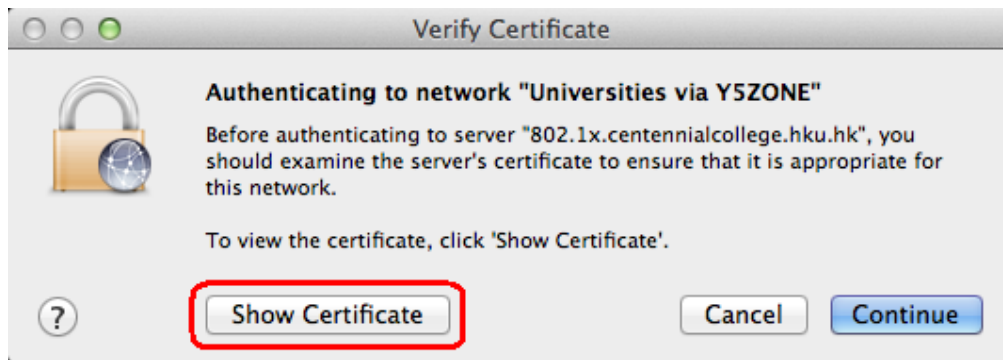 Verify Certificate
Authenticating to network "Universities via Y5ZONE"
Before authenticating to server "802.1x.centennialcollege.hku.hk", you
should examine the server's certificate to ensure that it is appropriate for
this network.
To view the certificate, click 'Show Certificate'.
? Show Certificate Cancel Continue